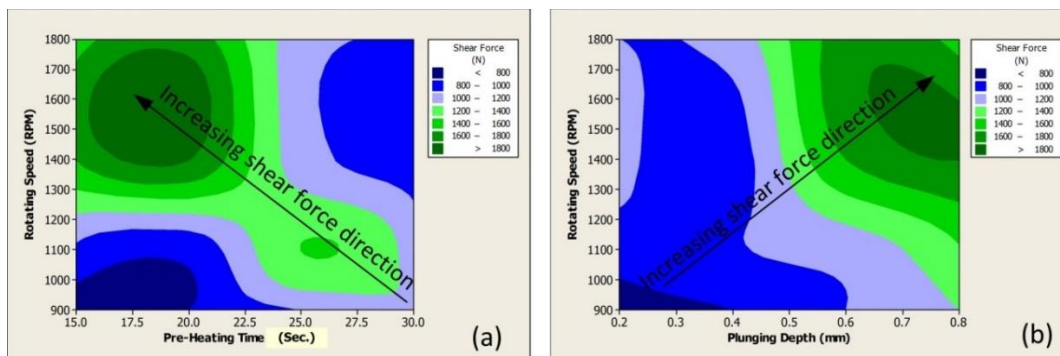 1800
1700
1600
1500
1400
1300
1200
1100
1000
900
Rotating Speed (RPM)
15.0 17.5 20.0 22.5 25.0 27.5 30.0
Pre-Heating Time (Sec.)
Increasing shear force direction
(a)
Shear Force
(N)
< 800
800 – 1000
1000 – 1200
1200 – 1400
1400 – 1600
1600 – 1800
> 1800
1800
1700
1600
1500
1400
1300
1200
1100
1000
900
Rotating Speed (RPM)
0.2 0.3 0.4 0.5 0.6 0.7 0.8
Plunging Depth (mm)
Increasing shear force direction
(b)
Shear Force
(N)
< 800
800 – 1000
1000 – 1200
1200 – 1400
1400 – 1600
1600 – 1800
> 1800